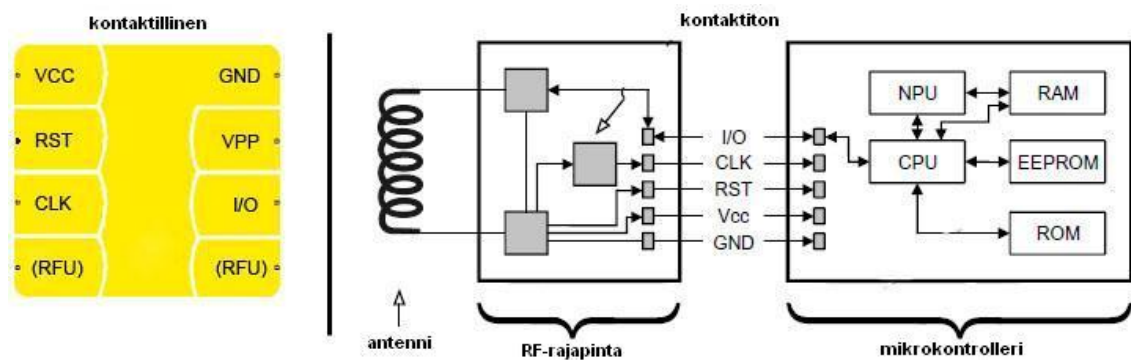 kontaktillinen
VCC
GND
RST
VPP
CLK
I/O
(RFU)
(RFU)
kontaktiton
I/O
CLK
RST
Vcc
GND
NPU
RAM
CPU
EEPROM
ROM
antenni
RF-rajapinta
mikrokontrolleri